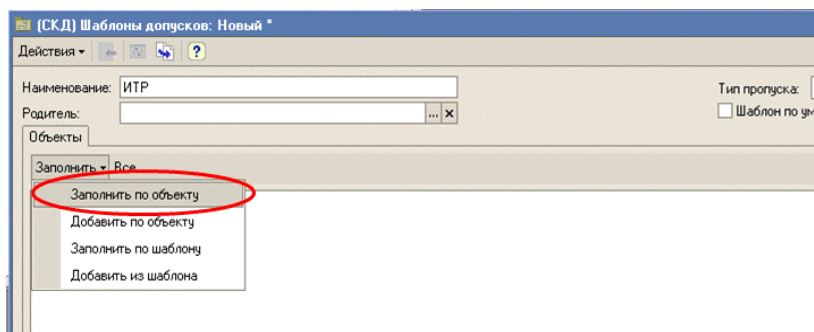 (СКД) Шаблоны допусков: Новый *
Действия
Наименование: ИТР
Тип пропуска:
Родитель: ... x
Шаблон по ум
Объекты
Заполнить Все
Заполнить по объекту
Добавить по объекту
Заполнить по шаблону
Добавить из шаблона